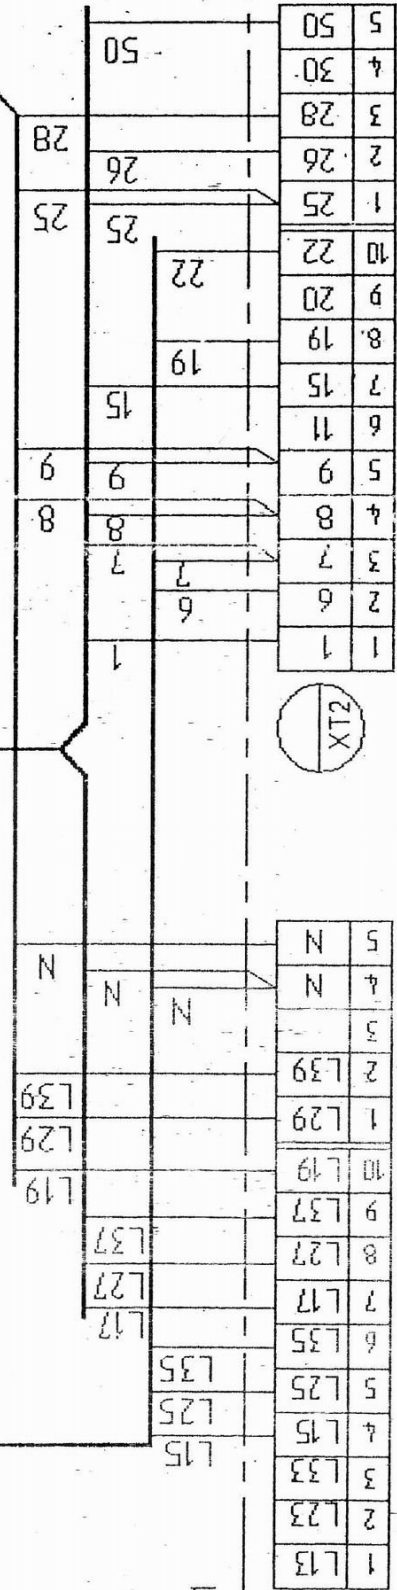 1 L13
2 L23
3 L33
4 L15
5 L25
6 L35
7 L17
8 L27
9 L37
10 L19
1 L29
2 L39
3
4 N
5 N
L15
L25
L35
L17
L27
L37
L19
L29
L39
N
N
N
XT2
1 1
2 6
3 7
4 8
5 9
6 11
7 15
8 19
9 20
10 22
1 25
2 26
3 28
4 30
5 50
1
6
7
7
8
8
9
9
15
19
22
25
25
26
28
50